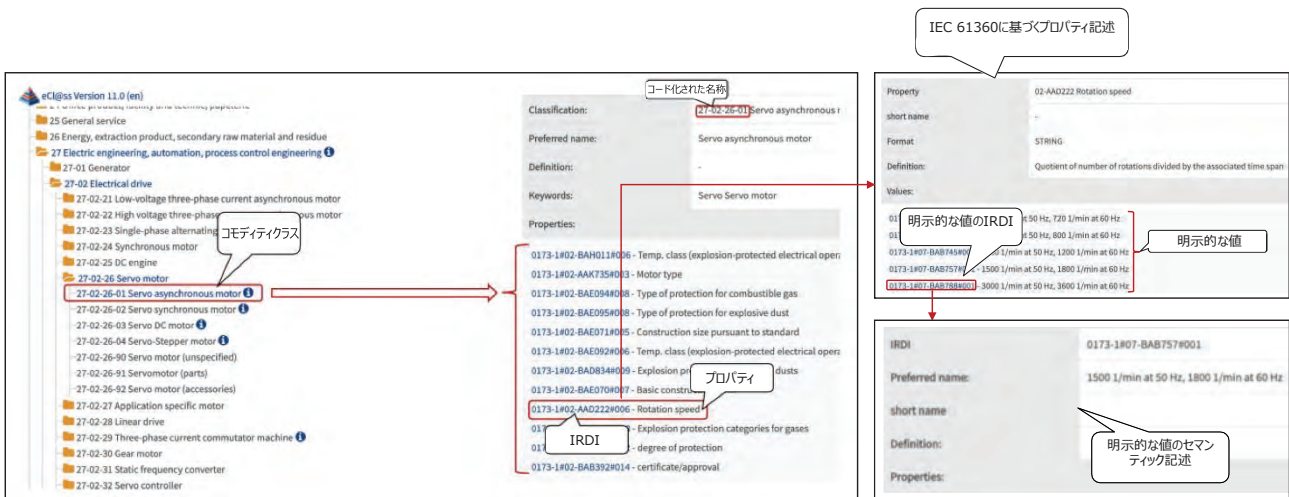 IEC 61360に基づくプロパティ記述
eCl@ss Version 11.0 (en)
25 General service
26 Energy, extraction product, secondary raw material and residue
27 Electric engineering, automation, process control engineering
27-01 Generator
27-02 Electrical drive
27-02-21 Low-voltage three-phase current asynchronous motor
27-02-22 High voltage three-phase ous motor
27-02-23 Single-phase alternating
27-02-24 Synchronous motor
27-02-25 DC engine
27-02-26 Servo motor
27-02-26-01 Servo asynchronous motor
27-02-26-02 Servo synchronous motor
27-02-26-03 Servo DC motor
27-02-26-04 Servo-Stepper motor
27-02-26-90 Servo motor (unspecified)
27-02-26-91 Servomotor (parts)
27-02-26-92 Servo motor (accessories)
27-02-27 Application specific motor
27-02-28 Linear drive
27-02-29 Three-phase current commutator machine
27-02-30 Gear motor
27-02-31 Static frequency converter
27-02-32 Servo controller
コモディティクラス
コード化された名称
Classification: 27-02-26-01 Servo asynchronous r
Preferred name: Servo asynchronous motor
Definition: -
Keywords: Servo Servo motor
Properties:
0173-1#02-BAH011#006 - Temp. class (explosion-protected electrical opera
0173-1#02-AAK735#003 - Motor type
0173-1#02-BAE094#008 - Type of protection for combustible gas
0173-1#02-BAE095#008 - Type of protection for explosive dust
0173-1#02-BAE071#005 - Construction size pursuant to standard
0173-1#02-BAE092#006 - Temp. class (explosion-protected electrical opera
0173-1#02-BAD834#009 - Explosion pr dusts
0173-1#02-BAE070#007 - Basic constru
0173-1#02-AAD222#006 - Rotation speed
- Explosion protection categories for gases
- degree of protection
0173-1#02-BAB392#014 - certificate/approval
プロパティ
IRDI
Property 02-AAD222 Rotation speed
short name -
Format STRING
Definition: Quotient of number of rotations divided by the associated time span
Values:
at 50 Hz, 720 1/min at 60 Hz
at 50 Hz, 800 1/min at 60 Hz
0173-1#07-BAB745#0 1/min at 50 Hz, 1200 1/min at 60 Hz
0173-1#07-BAB757# - 1500 1/min at 50 Hz, 1800 1/min at 60 Hz
0173-1#07-BAB788#001 - 3000 1/min at 50 Hz, 3600 1/min at 60 Hz
明示的な値のIRDI
明示的な値
IRDI 0173-1#07-BAB757#001
Preferred name: 1500 1/min at 50 Hz, 1800 1/min at 60 Hz
short name
Definition:
Properties:
明示的な値のセマン
ティック記述